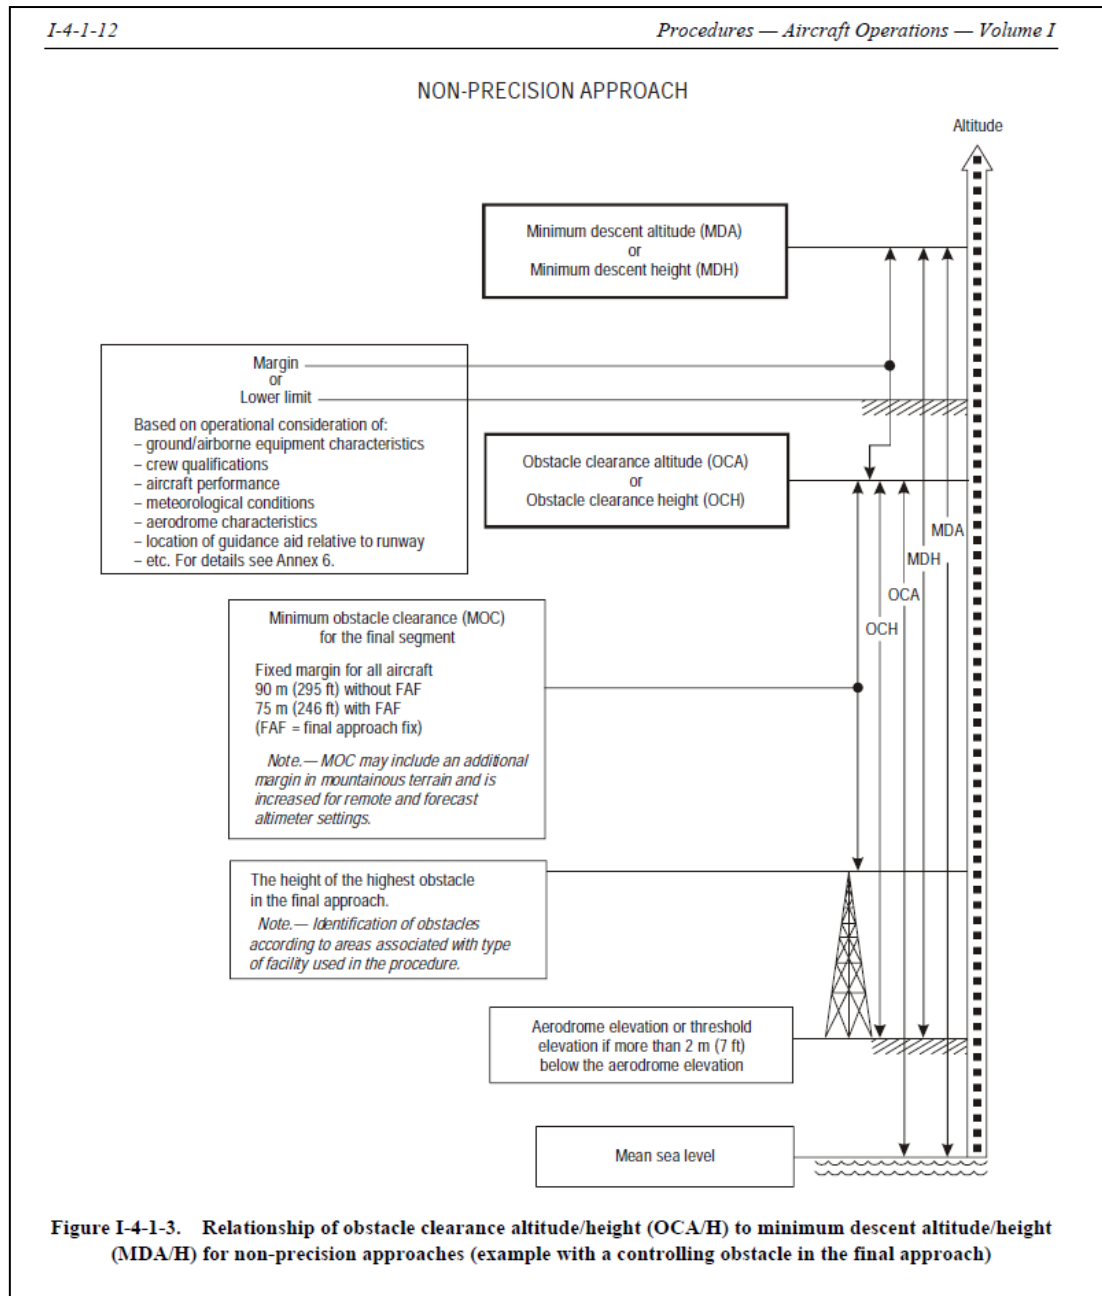 I-4-1-12
Procedures — Aircraft Operations — Volume I
NON-PRECISION APPROACH
Altitude
Minimum descent altitude (MDA)
or
Minimum descent height (MDH)
Margin
or
Lower limit
Based on operational consideration of:
– ground/airborne equipment characteristics
– crew qualifications
– aircraft performance
– meteorological conditions
– aerodrome characteristics
– location of guidance aid relative to runway
– etc. For details see Annex 6.
Obstacle clearance altitude (OCA)
or
Obstacle clearance height (OCH)
MDA
MDH
OCA
OCH
Minimum obstacle clearance (MOC)
for the final segment
Fixed margin for all aircraft
90 m (295 ft) without FAF
75 m (246 ft) with FAF
(FAF = final approach fix)
Note.— MOC may include an additional
margin in mountainous terrain and is
increased for remote and forecast
altimeter settings.
The height of the highest obstacle
in the final approach.
Note.— Identification of obstacles
according to areas associated with type
of facility used in the procedure.
Aerodrome elevation or threshold
elevation if more than 2 m (7 ft)
below the aerodrome elevation
Mean sea level
Figure I-4-1-3. Relationship of obstacle clearance altitude/height (OCA/H) to minimum descent altitude/height
(MDA/H) for non-precision approaches (example with a controlling obstacle in the final approach)